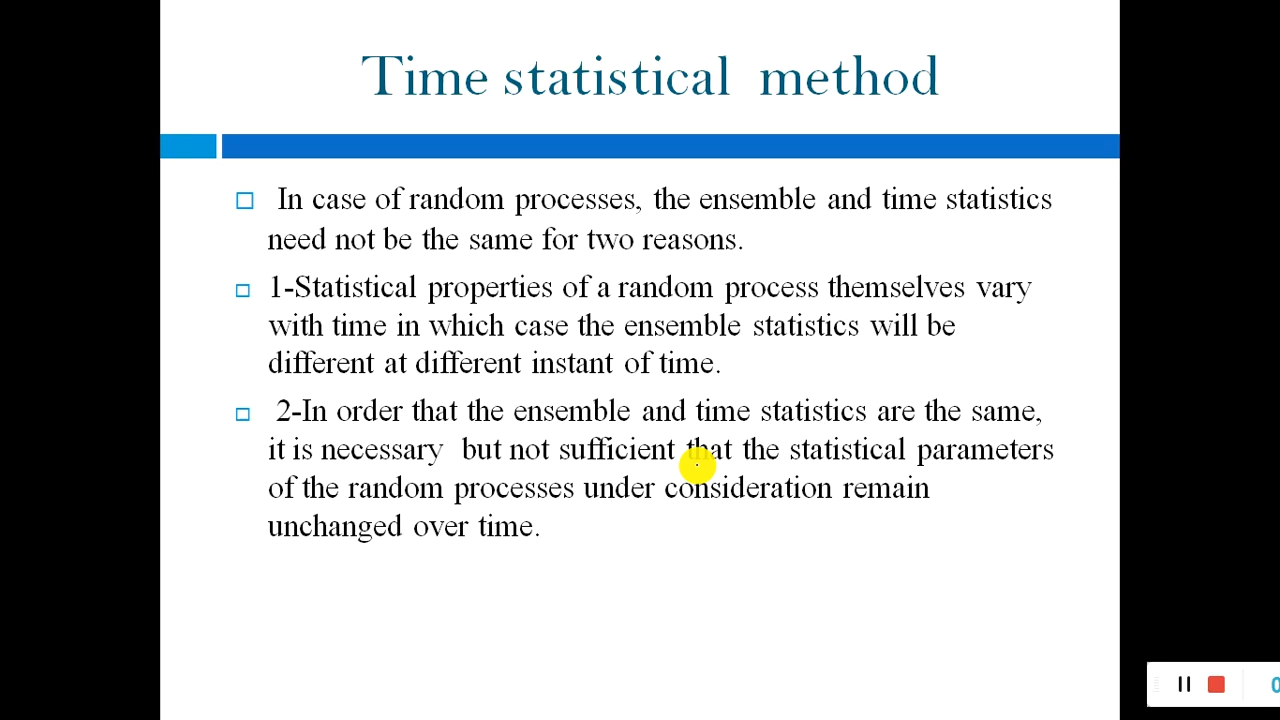 Time statistical method
In case of random processes, the ensemble and time statistics
need not be the same for two reasons.
1-Statistical properties of a random process themselves vary
with time in which case the ensemble statistics will be
different at different instant of time.
2-In order that the ensemble and time statistics are the same,
it is necessary but not sufficient that the statistical parameters
of the random processes under consideration remain
unchanged over time.
0